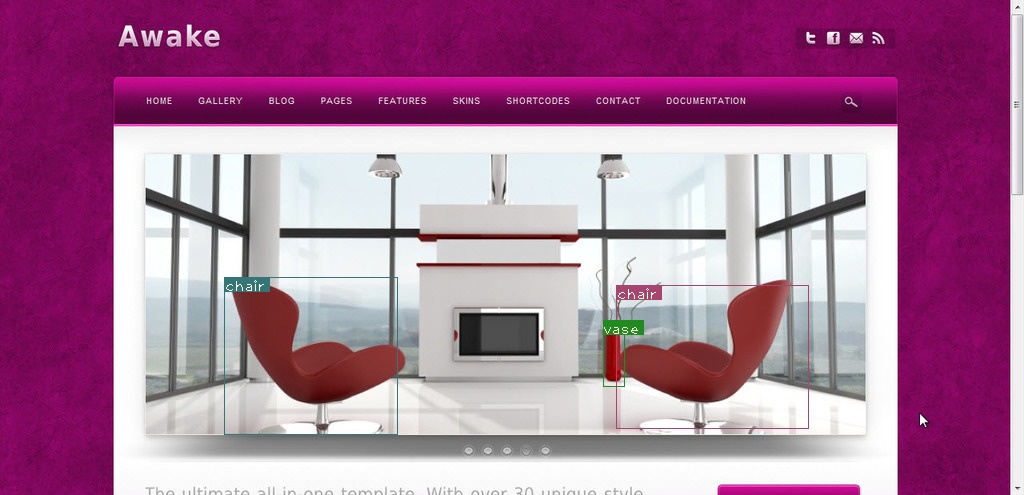 Awake
HOME GALLERY BLOG PAGES FEATURES SKINS SHORTCODES CONTACT DOCUMENTATION
chair
chair
vase
The ultimate all in one template. With over 30 unique style